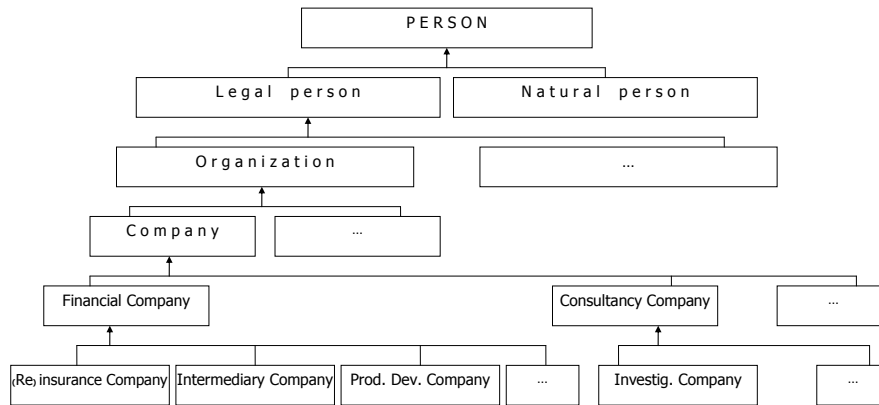 PERSON
Legal person
Natural person
Organization
...
Company
...
Financial Company
Consultancy Company
...
(Re) insurance Company
Intermediary Company
Prod. Dev. Company
...
Investig. Company
...